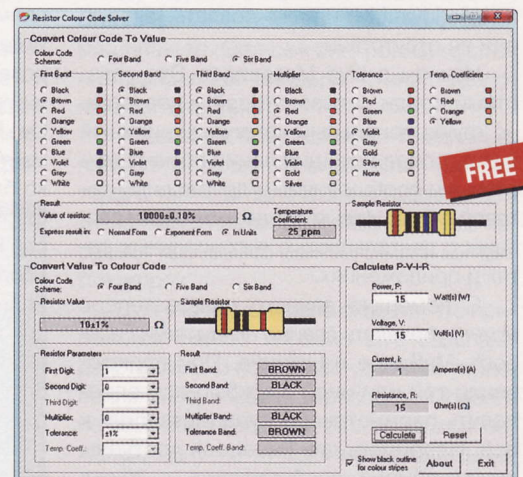 Resistor Colour Code Solver
Convert Colour Code To Value
Colour Code Scheme: Four Band Five Band Six Band
First Band Second Band Third Band Multiplier Tolerance Temp. Coefficient
Black Black Black Black Brown Brown
Brown Brown Brown Brown Red Red
Red Red Red Red Green Orange
Orange Orange Orange Orange Blue Yellow
Yellow Yellow Yellow Yellow Violet
Green Green Green Green Grey
Blue Blue Blue Blue Gold
Violet Violet Violet Violet Silver
Grey Grey Grey Gold None
White White White Silver
FREE
Result
Value of resistor: 10000±0.10% Ω
Temperature Coefficient: 25 ppm
Sample Resistor
Express result in: Normal Form Exponent Form In Units
Convert Value To Colour Code
Colour Code Scheme: Four Band Five Band Six Band
Resistor Value
10±1% Ω
Sample Resistor
Resistor Parameters
First Digit: 1
Second Digit: 0
Third Digit:
Multiplier: 0
Tolerance: ±1%
Temp. Coeff.:
Result
First Band: BROWN
Second Band: BLACK
Third Band:
Multiplier Band: BLACK
Tolerance Band: BROWN
Temp. Coeff. Band:
Calculate P-V-I-R
Power, P:
15 Watt(s) (W)
Voltage, V:
15 Volt(s) (V)
Current, I:
1 Ampere(s) (A)
Resistance, R:
15 Ohm(s) (Ω)
Calculate Reset
Show black outline for colour stripes
About Exit